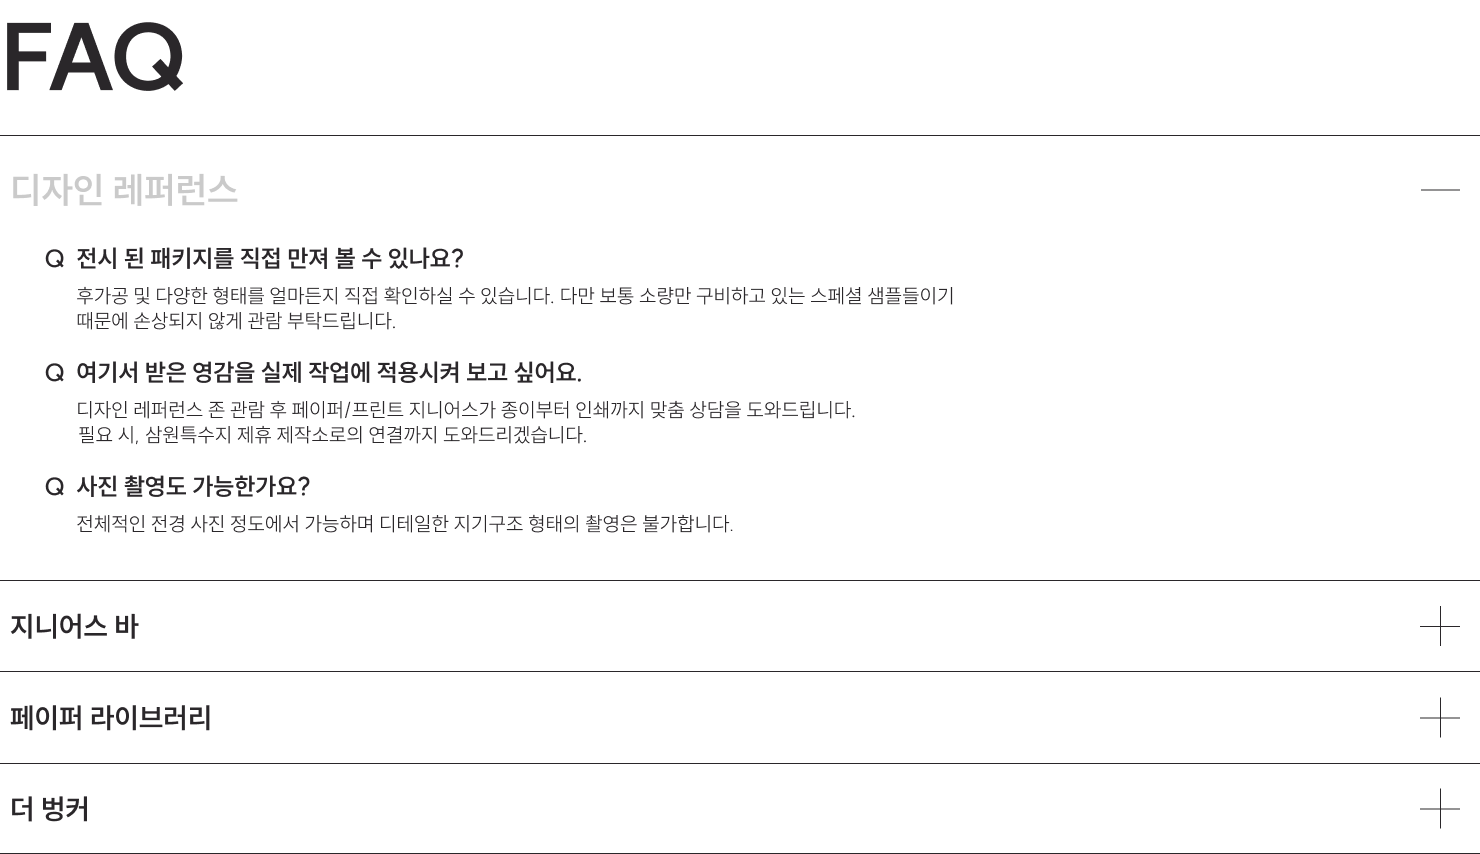 FAQ
디자인 레퍼런스
Q 전시 된 패키지를 직접 만져 볼 수 있나요?
후가공 및 다양한 형태를 얼마든지 직접 확인하실 수 있습니다. 다만 보통 소량만 구비하고 있는 스페셜 샘플들이기
때문에 손상되지 않게 관람 부탁드립니다.
Q 여기서 받은 영감을 실제 작업에 적용시켜 보고 싶어요.
디자인 레퍼런스 존 관람 후 페이퍼/프린트 지니어스가 종이부터 인쇄까지 맞춤 상담을 도와드립니다.
필요 시, 삼원특수지 제휴 제작소로의 연결까지 도와드리겠습니다.
Q 사진 촬영도 가능한가요?
전체적인 전경 사진 정도에서 가능하며 디테일한 지기구조 형태의 촬영은 불가합니다.
지니어스 바
페이퍼 라이브러리
더 벙커